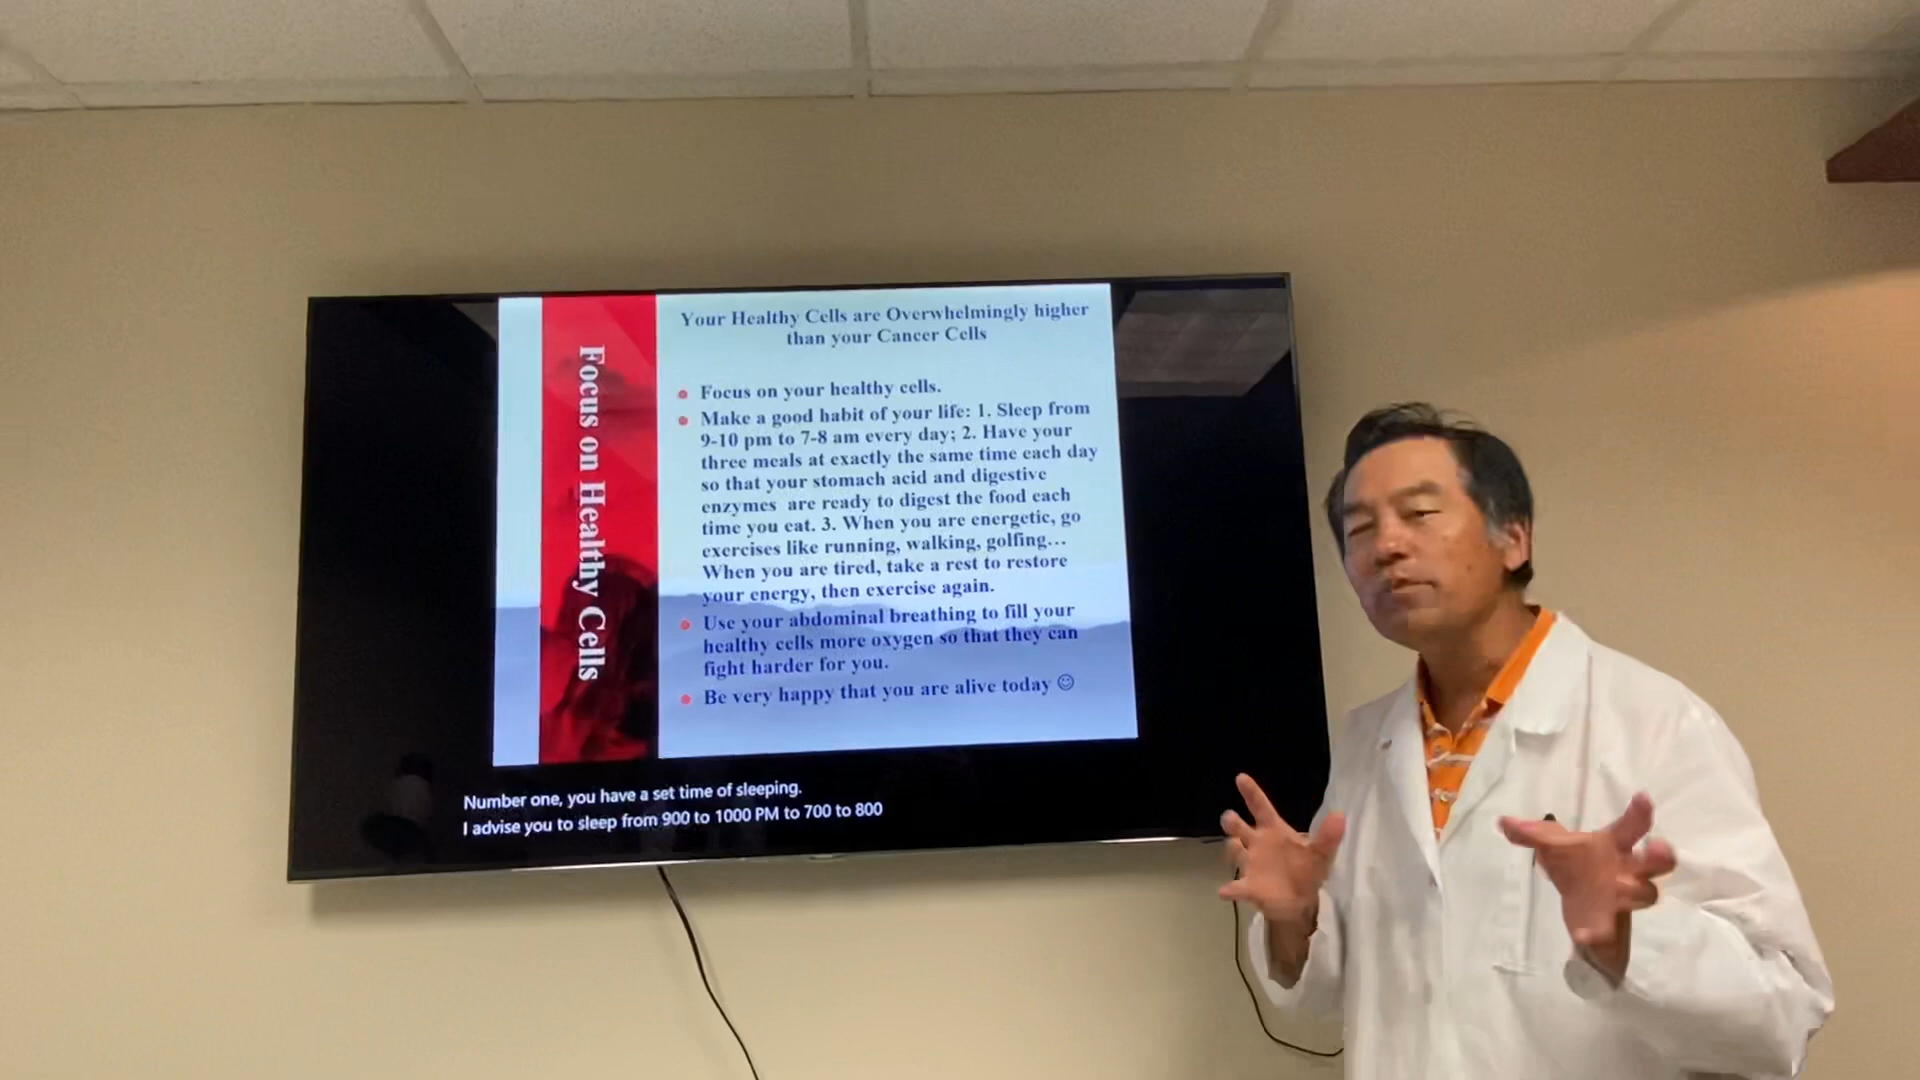 Focus on Healthy Cells
Your Healthy Cells are Overwhelmingly higher
than your Cancer Cells
Focus on your healthy cells.
Make a good habit of your life: 1. Sleep from
9-10 pm to 7-8 am every day; 2. Have your
three meals at exactly the same time each day
so that your stomach acid and digestive
enzymes are ready to digest the food each
time you eat. 3. When you are energetic, go
exercises like running, walking, golfing…
When you are tired, take a rest to restore
your energy, then exercise again.
Use your abdominal breathing to fill your
healthy cells more oxygen so that they can
fight harder for you.
Be very happy that you are alive today ☺
Number one, you have a set time of sleeping.
I advise you to sleep from 900 to 1000 PM to 700 to 800